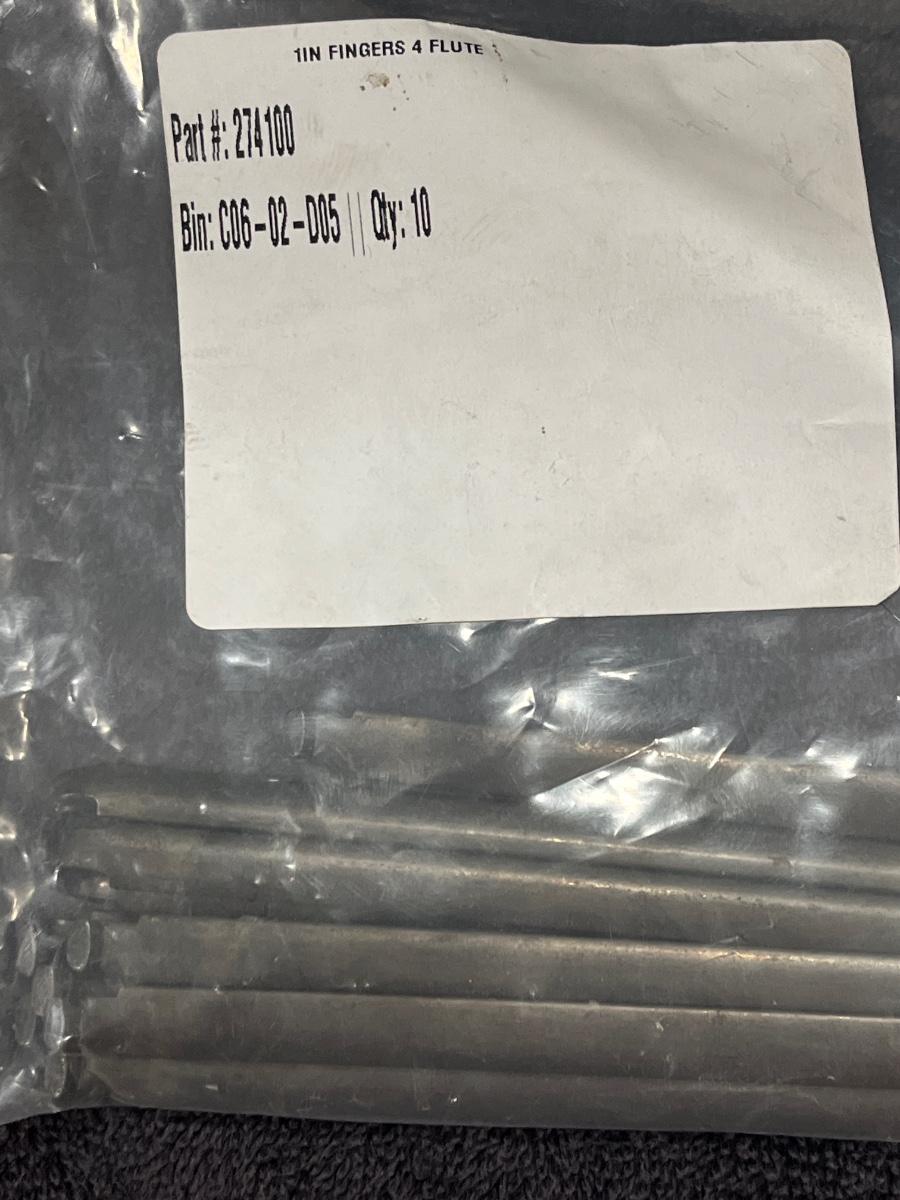 1IN FINGERS 4 FLUTE
Part #: 274100
Bin: C06-02-D05 || Qty: 10